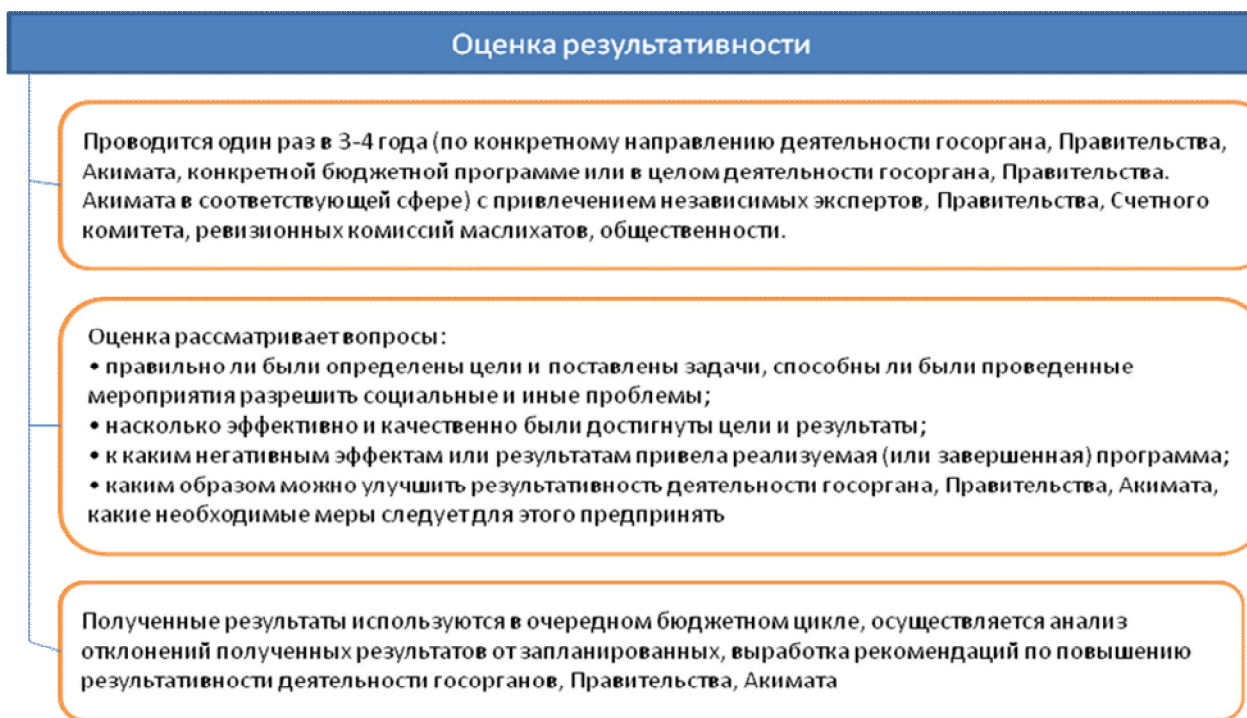 Оценка результативности
Проводится один раз в 3-4 года (по конкретному направлению деятельности госоргана, Правительства,
Акимата, конкретной бюджетной программе или в целом деятельности госоргана, Правительства.
Акимата в соответствующей сфере) с привлечением независимых экспертов, Правительства, Счетного
комитета, ревизионных комиссий маслихатов, общественности.
Оценка рассматривает вопросы:
• правильно ли были определены цели и поставлены задачи, способны ли были проведенные
мероприятия разрешить социальные и иные проблемы;
• насколько эффективно и качественно были достигнуты цели и результаты;
• к каким негативным эффектам или результатам привела реализуемая (или завершенная) программа;
• каким образом можно улучшить результативность деятельности госоргана, Правительства, Акимата,
какие необходимые меры следует для этого предпринять
Полученные результаты используются в очередном бюджетном цикле, осуществляется анализ
отклонений полученных результатов от запланированных, выработка рекомендаций по повышению
результативности деятельности госорганов, Правительства, Акимата